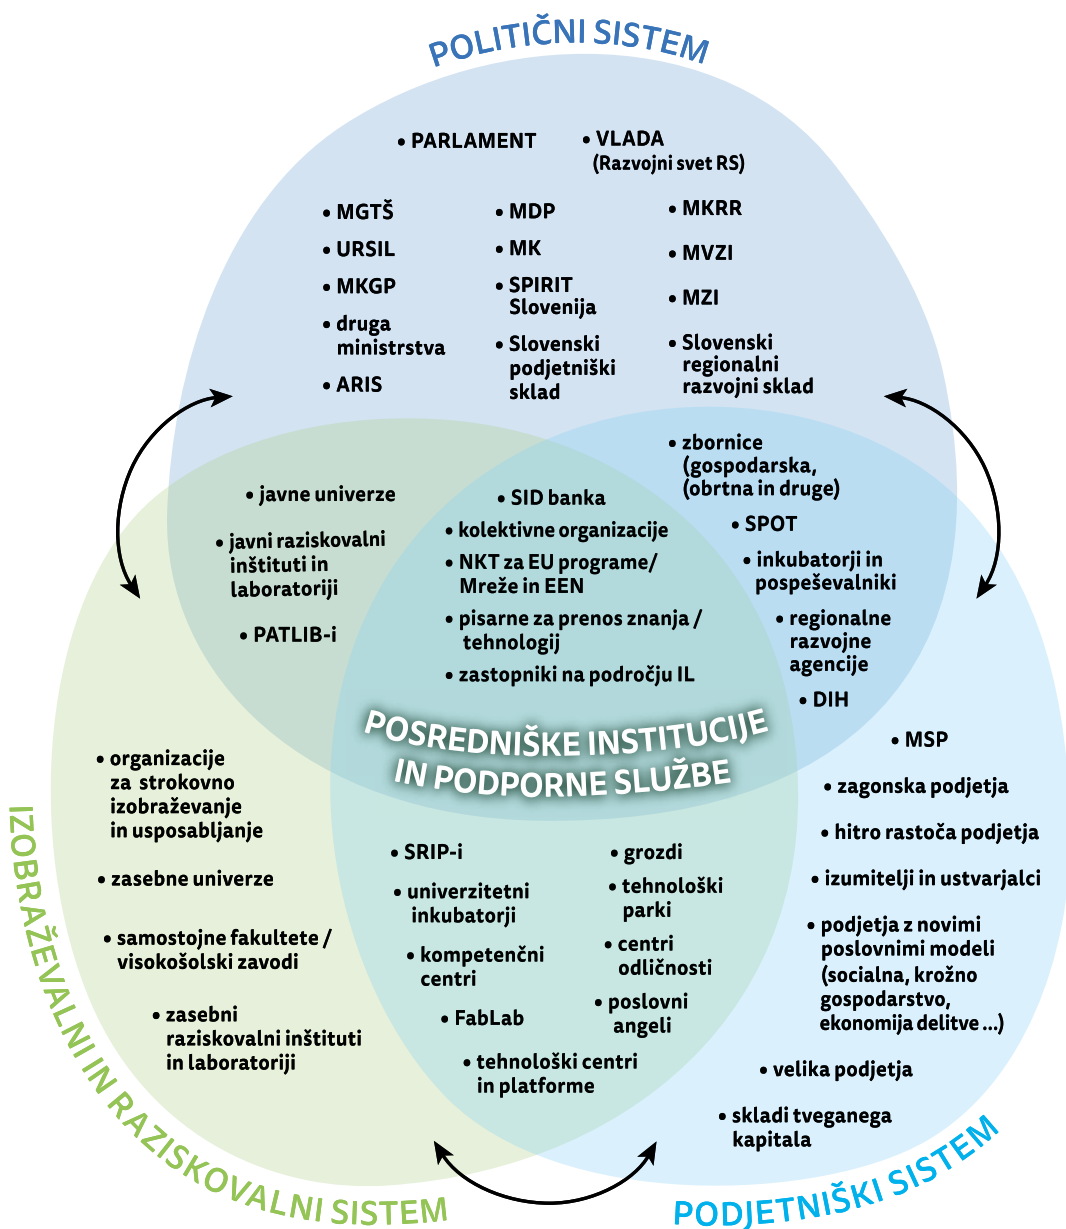 POLITIČNI SISTEM
• PARLAMENT
• VLADA
(Razvojni svet RS)
• MGTŠ
• URSIL
• MKGP
• druga
ministrstva
• ARIS
• MDP
• MK
• SPIRIT
Slovenija
• Slovenski
podjetniški
sklad
• MKRR
• MVZI
• MZI
• Slovenski
regionalni
razvojni sklad
• javne univerze
• javni raziskovalni
inštituti in
laboratoriji
• PATLIB-i
• SID banka
• kolektivne organizacije
• NKT za EU programe/
Mreže in EEN
• pisarne za prenos znanja /
tehnologij
• zastopniki na področju IL
• zbornice
(gospodarska,
(obrtna in druge)
• SPOT
• inkubatorji in
pospeševalniki
• regionalne
razvojne
agencije
• DIH
POSREDNIŠKE INSTITUCIJE
IN PODPORNE SLUŽBE
• organizacije
za strokovno
izobraževanje
in usposabljanje
• zasebne univerze
• samostojne fakultete /
visokošolski zavodi
• zasebni
raziskovalni inštituti
in laboratoriji
• SRIP-i
• univerzitetni
inkubatorji
• kompetenčni
centri
• FabLab
• grozdi
• tehnološki
parki
• centri
odličnosti
• poslovni
angeli
• tehnološki centri
in platforme
• MSP
• zagonska podjetja
• hitro rastoča podjetja
• izumitelji in ustvarjalci
• podjetja z novimi
poslovnimi modeli
(socialna, krožno
gospodarstvo,
ekonomija delitve ...)
• velika podjetja
• skladi tveganega
kapitala
IZOBRAŽEVALNI IN RAZISKOVALNI SISTEM
PODJETNIŠKI SISTEM